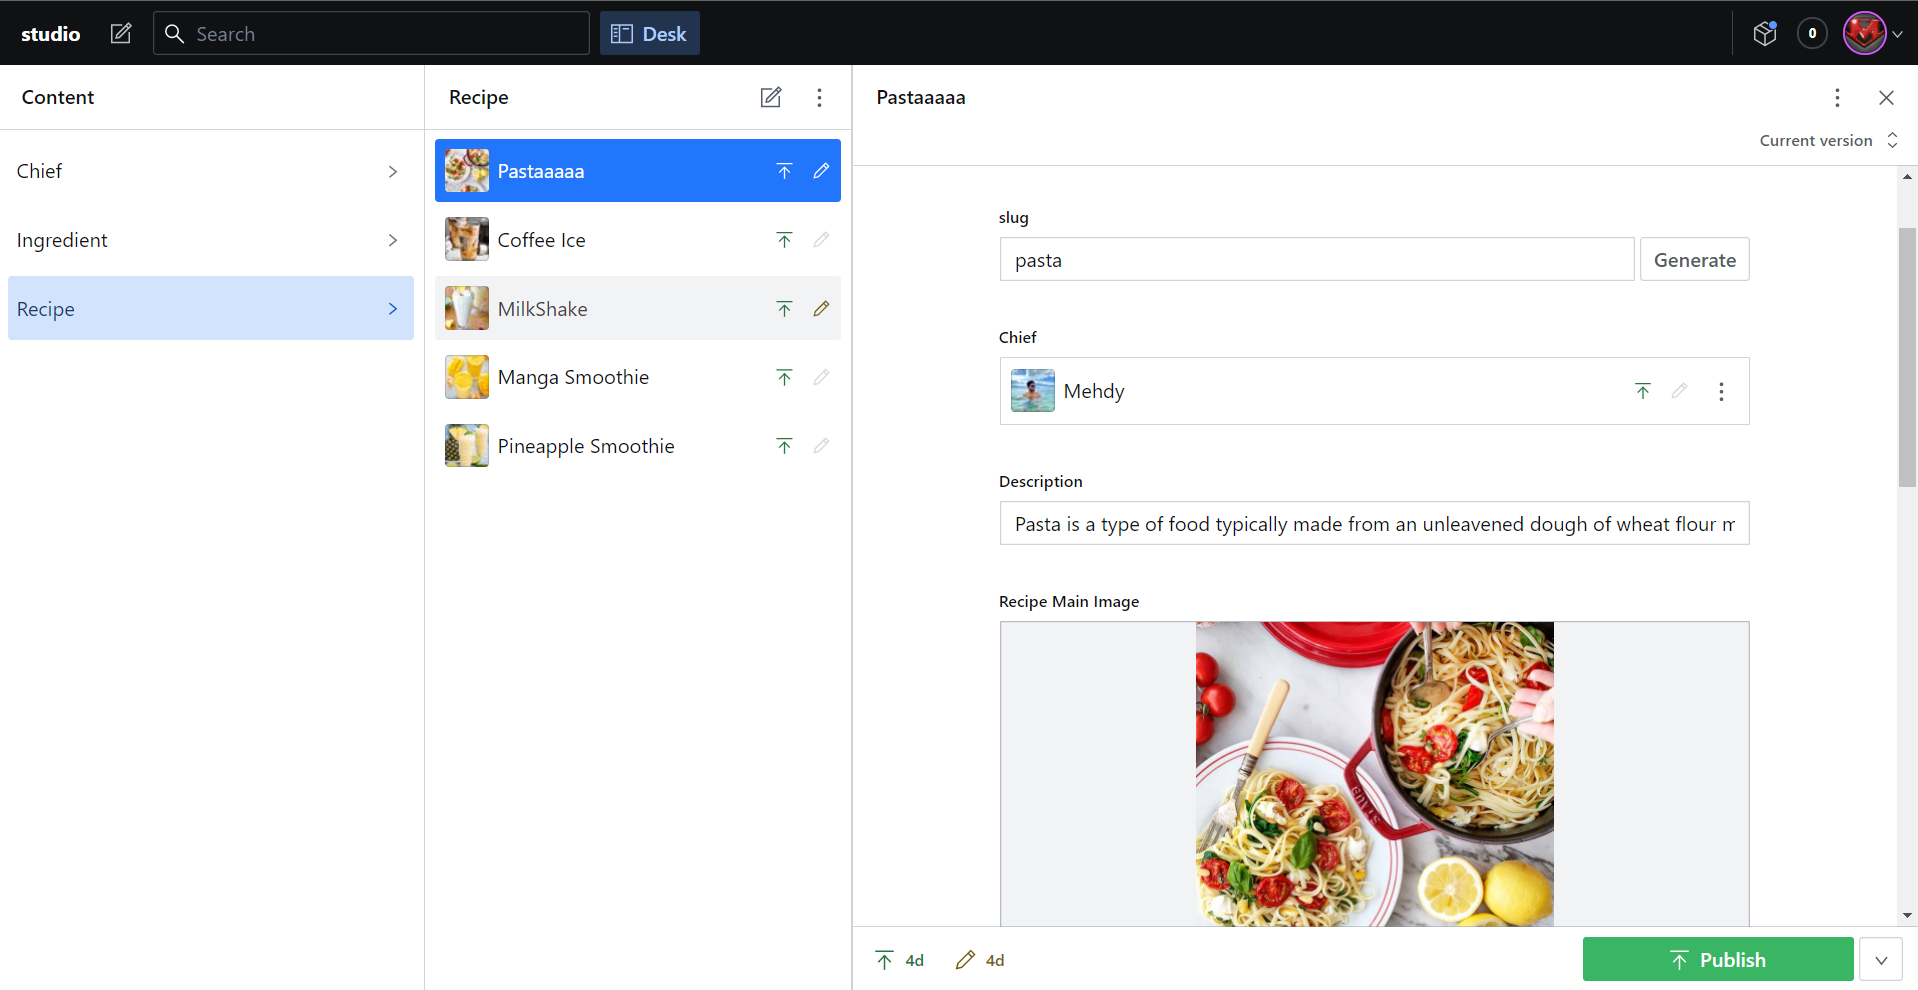 studio
Search
Desk
0
Content
Chief
Ingredient
Recipe
Recipe
Pastaaaaa
Coffee Ice
MilkShake
Manga Smoothie
Pineapple Smoothie
Pastaaaaa
Current version
slug
pasta
Generate
Chief
Mehdy
Description
Pasta is a type of food typically made from an unleavened dough of wheat flour m
Recipe Main Image
STAUB
4d
4d
Publish